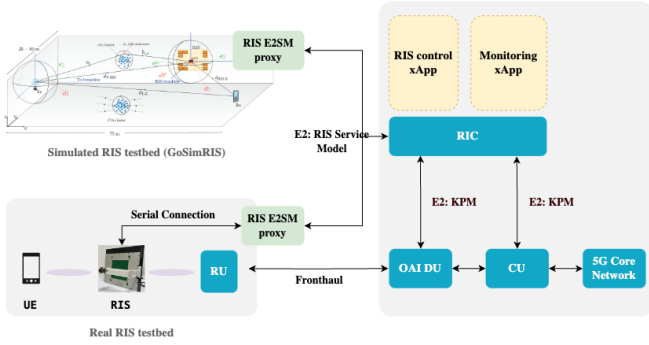 RIS E2SM
proxy
Simulated RIS testbed (GoSimRIS)
RIS control
xApp
Monitoring
xApp
E2: RIS Service
Model
RIC
E2: KPM
E2: KPM
Serial Connection
RIS E2SM
proxy
RU
Fronthaul
OAI DU
CU
5G Core
Network
UE
RIS
Real RIS testbed